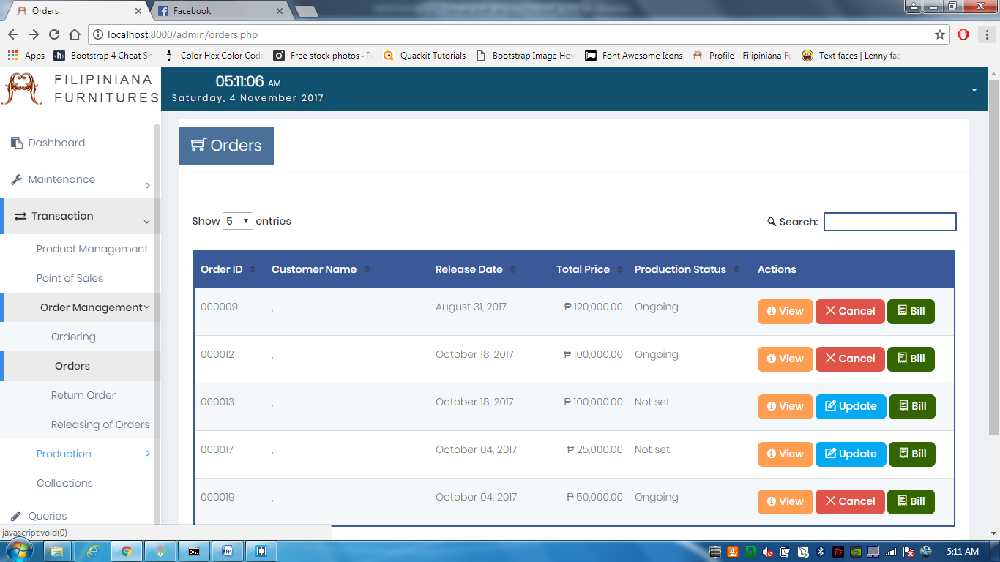 Orders
Facebook
localhost:8000/admin/orders.php
Apps Bootstrap 4 Cheat Sh Color Hex Color Code Free stock photos · Pe Quackit Tutorials Bootstrap Image Hov Font Awesome Icons Profile - Filipiniana Fu Text faces | Lenny fac
FILIPINIANA
FURNITURES
05:11:06 AM
Saturday, 4 November 2017
Dashboard
Maintenance
Transaction
Product Management
Point of Sales
Order Management
Ordering
Orders
Return Order
Releasing of Orders
Production
Collections
Queries
Orders
Show 5 entries
Search:
Order ID Customer Name Release Date Total Price Production Status Actions
000009 , August 31, 2017 ₱ 120,000.00 Ongoing View Cancel Bill
000012 , October 18, 2017 ₱ 100,000.00 Ongoing View Cancel Bill
000013 , October 18, 2017 ₱ 100,000.00 Not set View Update Bill
000017 , October 04, 2017 ₱ 25,000.00 Not set View Update Bill
000019 , October 04, 2017 ₱ 50,000.00 Ongoing View Cancel Bill
javascript:void(0)
5:11 AM